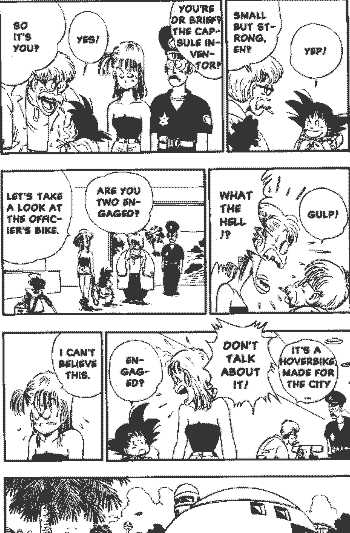 YEP!
SMALL
BUT ST-
RONG,
EH?
YOU'RE
DR BRIEF?
THE CAP-
SULE IN-
VEN-
TOR?
YES!
SO
IT'S
YOU?
GULP!
WHAT
THE
HELL
!?
ARE YOU
TWO EN-
GAGED?
LET'S TAKE
A LOOK AT
THE OFFIC-
IER'S BIKE.
IT'S A
HOVERBIKE
MADE FOR
THE CITY
DON'T
TALK
ABOUT
IT!
EN-
GAG-
ED?
I CAN'T
BELIEVE
THIS.